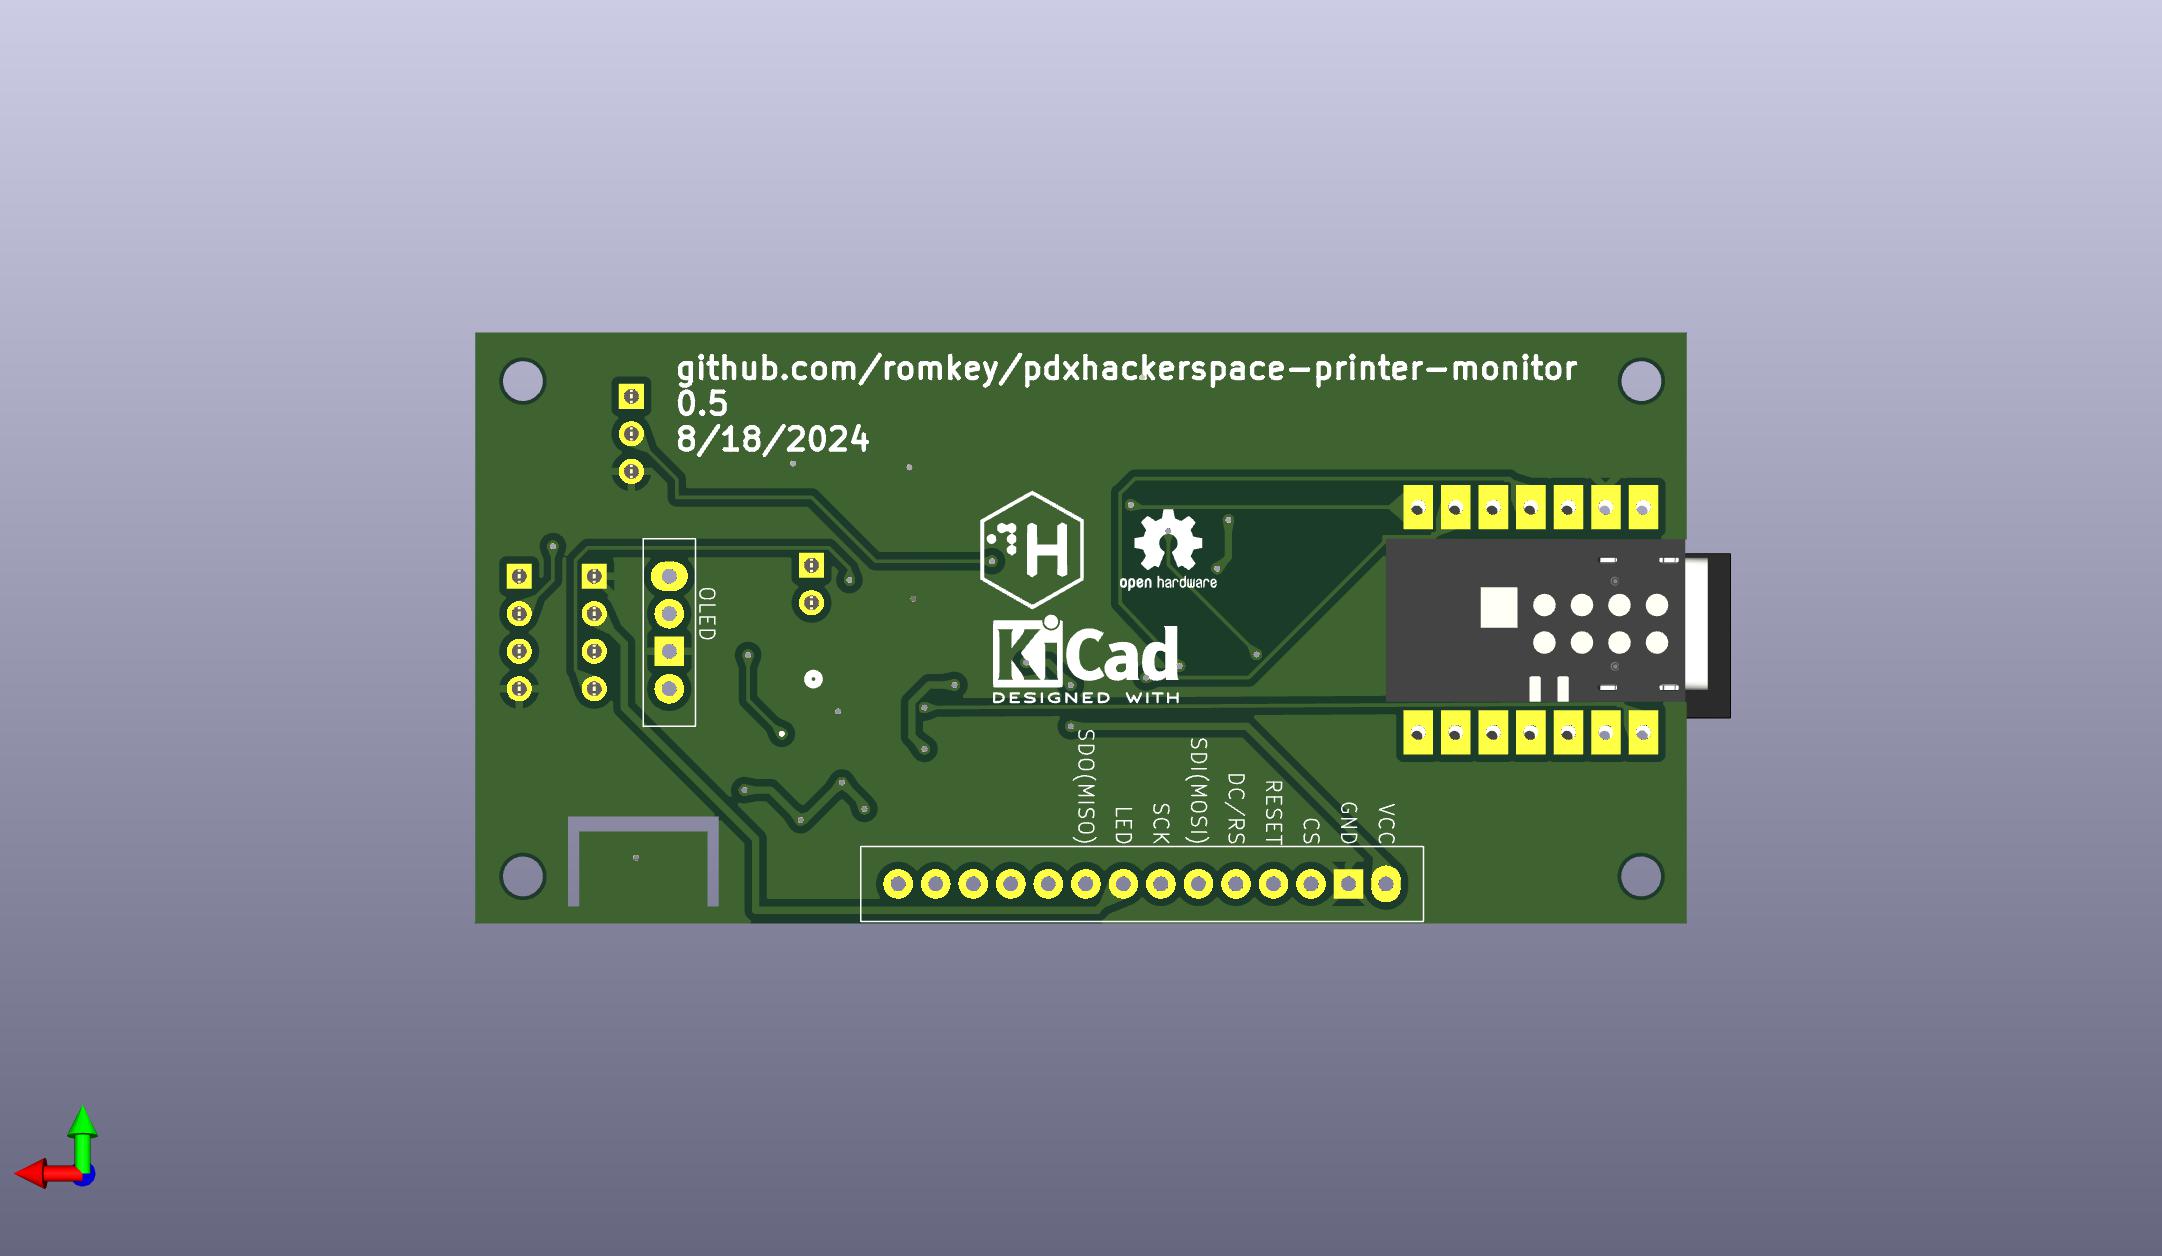 github.com/romkey/pdxhackerspace-printer-monitor
0.5
8/18/2024
H
open hardware
OLED
KiCad
DESIGNED WITH
SDO(MISO)
LED
SCK
SDI(MOSI)
DC/RS
RESET
CS
GND
VCC